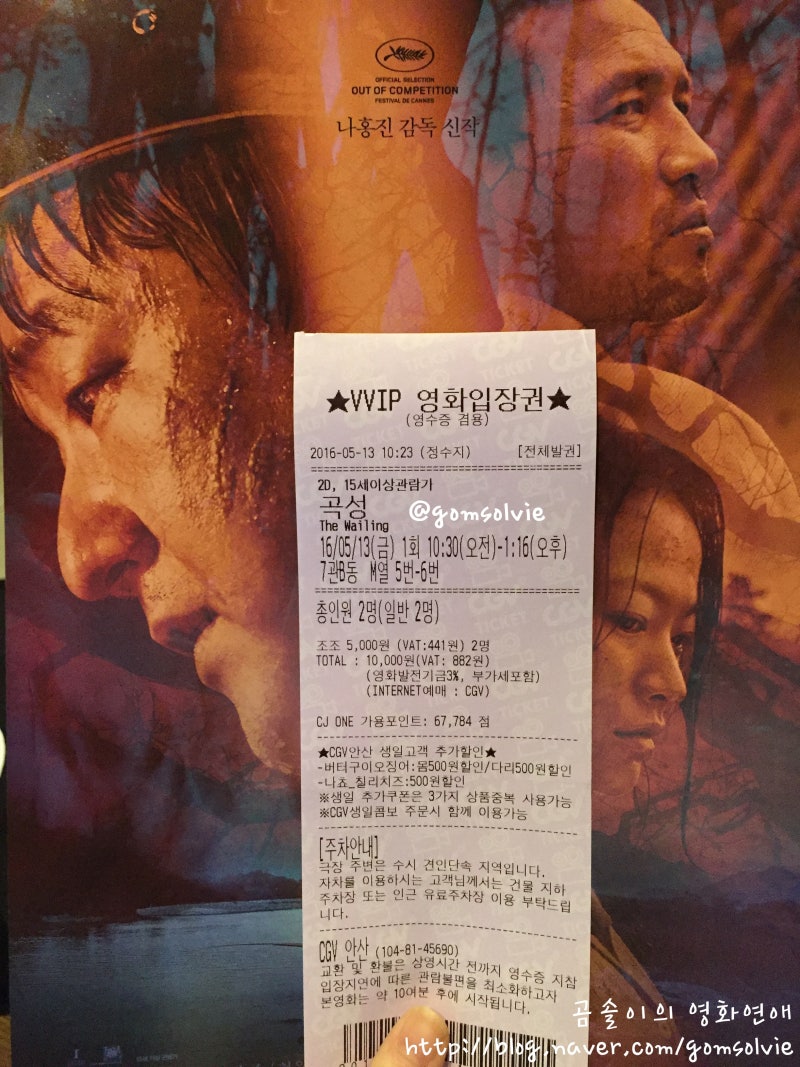 OFFICIAL SELECTION
OUT OF COMPETITION
FESTIVAL DE CANNES
나홍진 감독 신작
★VVIP 영화입장권★
(영수증 겸용)
2016-05-13 10:23 (정수지) [전체발권]
2D, 15세이상관람가
곡성
@gomsolvie
The Wailing
16/05/13(금) 1회 10:30(오전)-1:16(오후)
7관B동 M열 5번-6번
총인원 2명(일반 2명)
조조 5,000원 (VAT:441원) 2명
TOTAL : 10,000원(VAT: 882원)
(영화발전기금3%, 부가세포함)
(INTERNET예매 : CGV)
CJ ONE 가용포인트: 67,784 점
★CGV안산 생일고객 추가할인★
-버터구이오징어:몸500원할인/다리500원할인
-나쵸_칠리치즈:500원할인
※생일 추가쿠폰은 3가지 상품중복 사용가능
※CGV생일콤보 주문시 함께 이용가능
[주차안내]
극장 주변은 수시 견인단속 지역입니다.
자차를 이용하시는 고객님께서는 건물 지하
주차장 또는 인근 유료주차장 이용 부탁드립
니다.
CGV 안산 (104-81-45690)
교환 및 환불은 상영시간 전까지 영수증 지참
입장지연에 따른 관람불편을 최소화하고자
본영화는 약 10여분 후에 시작됩니다.
곰솔이의 영화연애
http://blog.naver.com/gomsolvie